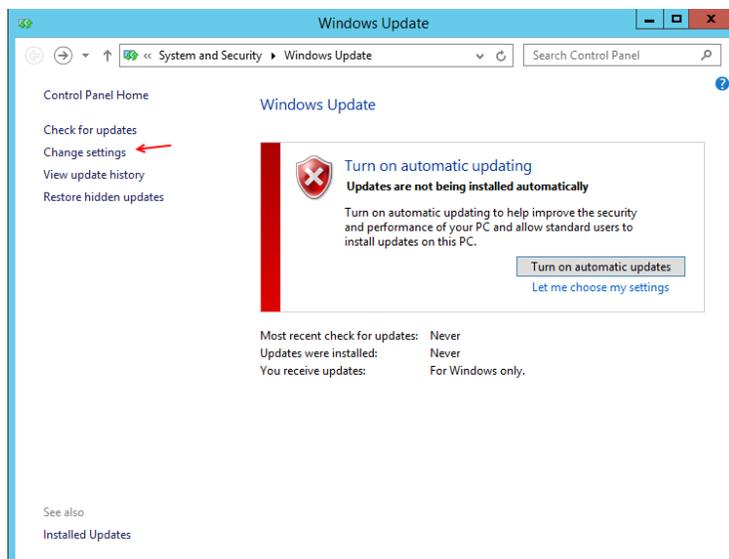 Windows Update
« System and Security ▸ Windows Update
Search Control Panel
Control Panel Home
Check for updates
Change settings
View update history
Restore hidden updates
Windows Update
Turn on automatic updating
Updates are not being installed automatically
Turn on automatic updating to help improve the security
and performance of your PC and allow standard users to
install updates on this PC.
Turn on automatic updates
Let me choose my settings
Most recent check for updates: Never
Updates were installed: Never
You receive updates: For Windows only.
See also
Installed Updates